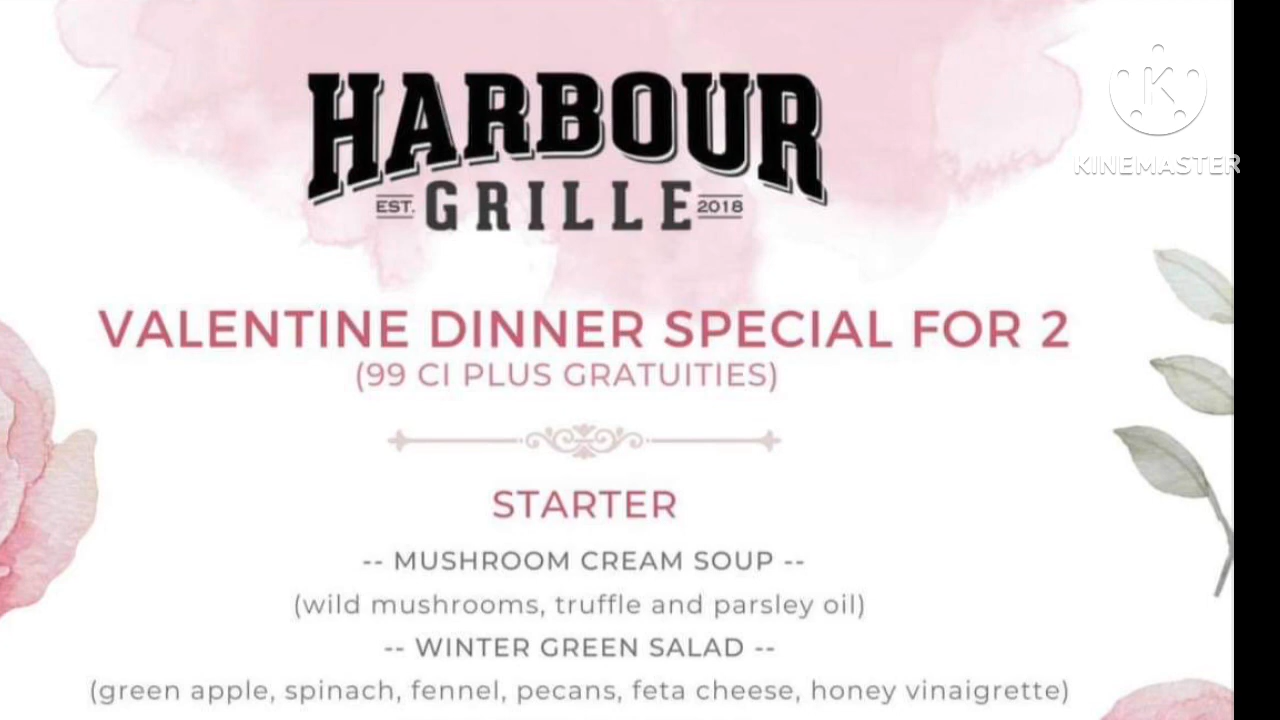 HARBOUR
EST. GRILLE 2018
K
KINEMASTER
VALENTINE DINNER SPECIAL FOR 2
(99 CI PLUS GRATUITIES)
STARTER
-- MUSHROOM CREAM SOUP --
(wild mushrooms, truffle and parsley oil)
-- WINTER GREEN SALAD --
(green apple, spinach, fennel, pecans, feta cheese, honey vinaigrette)